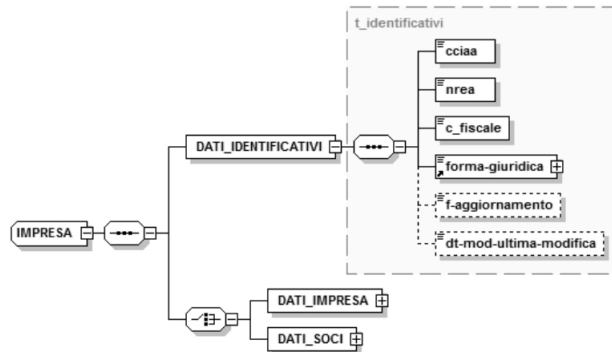 t_identificativi
cciaa
nrea
c_fiscale
DATI_IDENTIFICATIVI
forma-giuridica
f-aggiornamento
IMPRESA
dt-mod-ultima-modifica
DATI_IMPRESA
DATI_SOCI